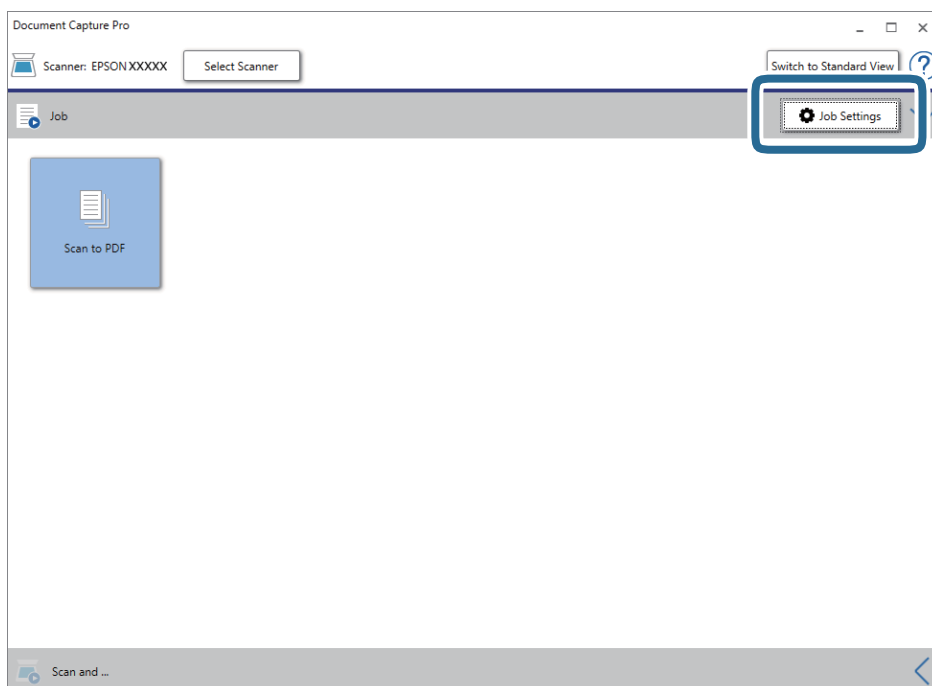 Document Capture Pro
Scanner: EPSON XXXXX
Select Scanner
Switch to Standard View
?
Job
Job Settings
Scan to PDF
Scan and ...